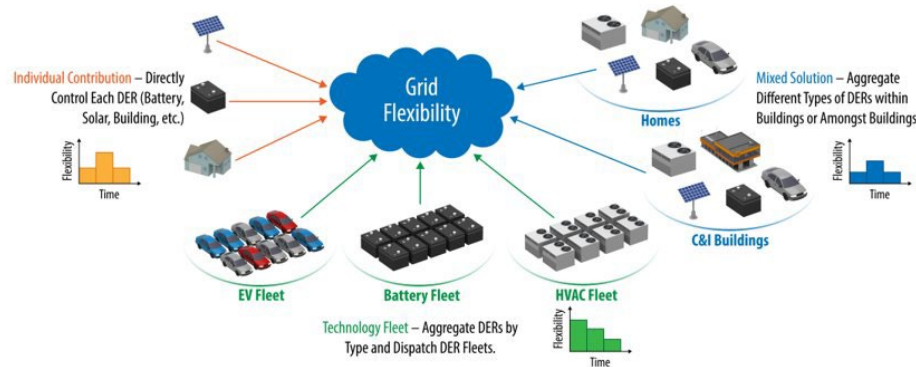 Grid
Flexibility
Individual Contribution – Directly
Control Each DER (Battery,
Solar, Building, etc.)
Flexibility
Time
Homes
Mixed Solution – Aggregate
Different Types of DERs within
Buildings or Amongst Buildings
Flexibility
Time
C&I Buildings
EV Fleet
Battery Fleet
HVAC Fleet
Technology Fleet – Aggregate DERs by
Type and Dispatch DER Fleets.
Flexibility
Time